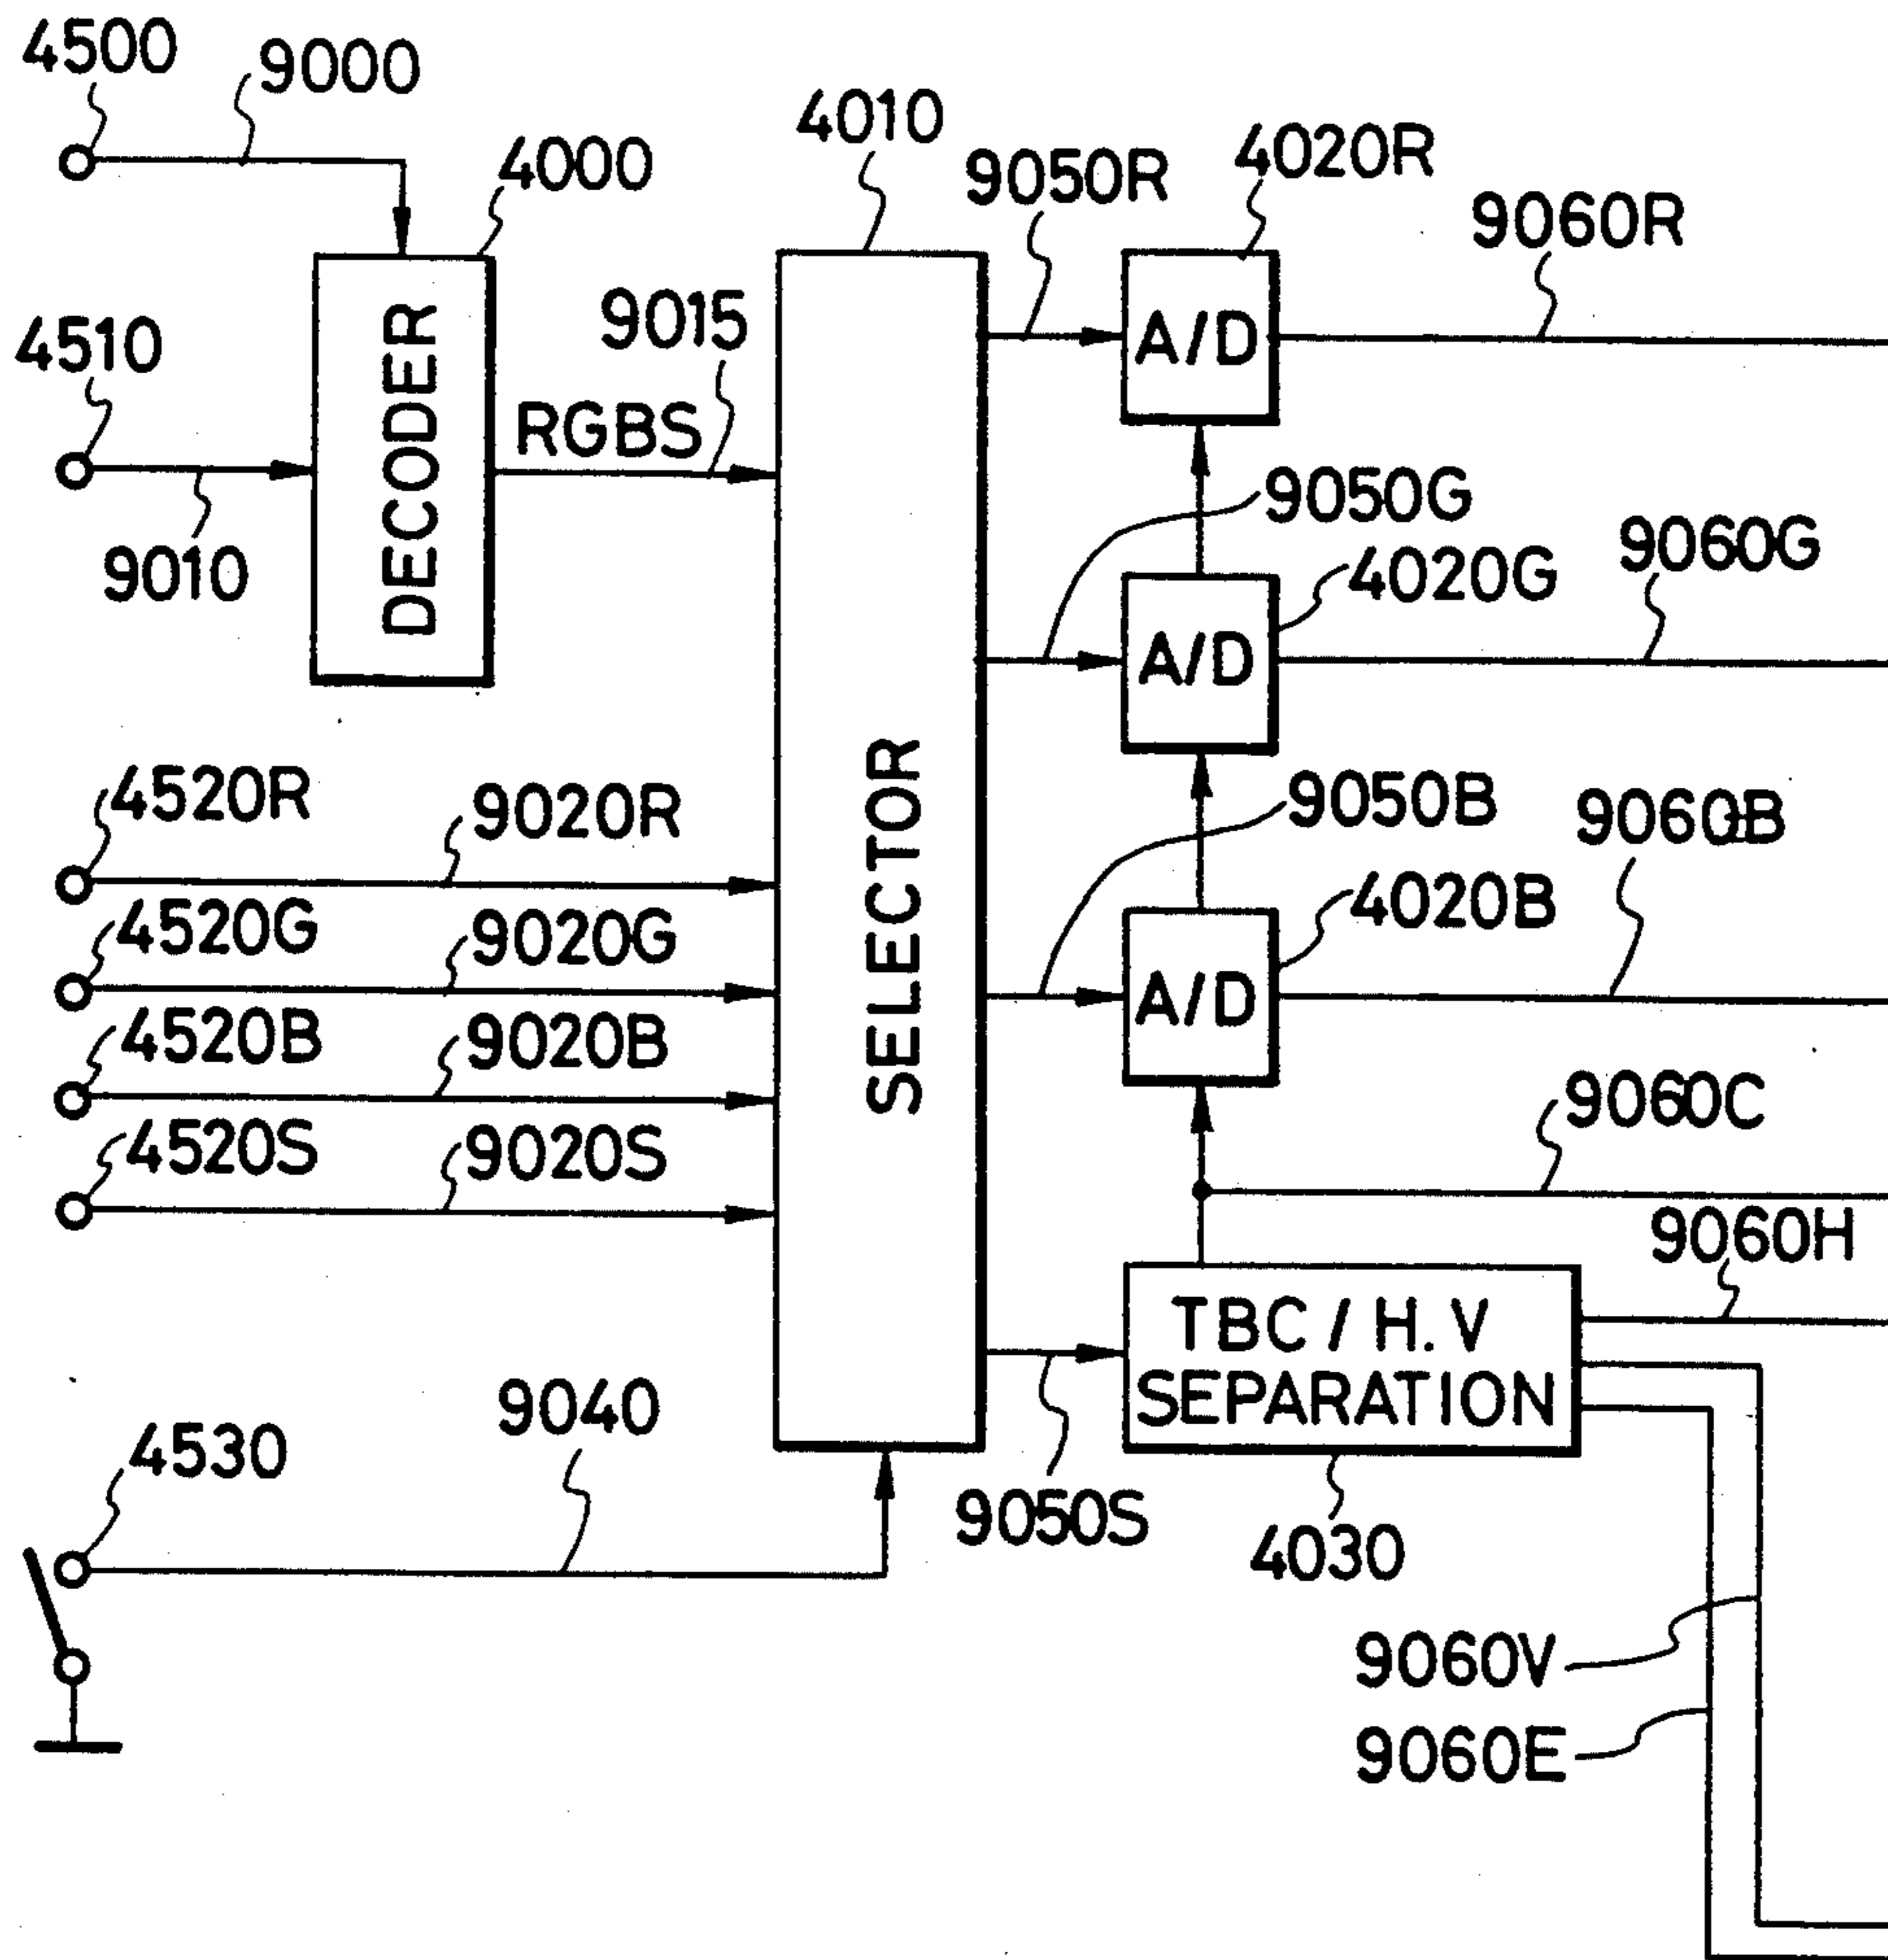 4500
9000
4000
4010
9050R
4020R
9060R
4510
9010
DECODER
RGBS
9015
A/D
9050G
4020G
9060G
A/D
4520R
9020R
4520G
9020G
4520B
9020B
4520S
9020S
SELECTOR
9050B
4020B
9060B
A/D
9060C
9060H
TBC / H.V
SEPARATION
4530
9040
9050S
4030
9060V
9060E